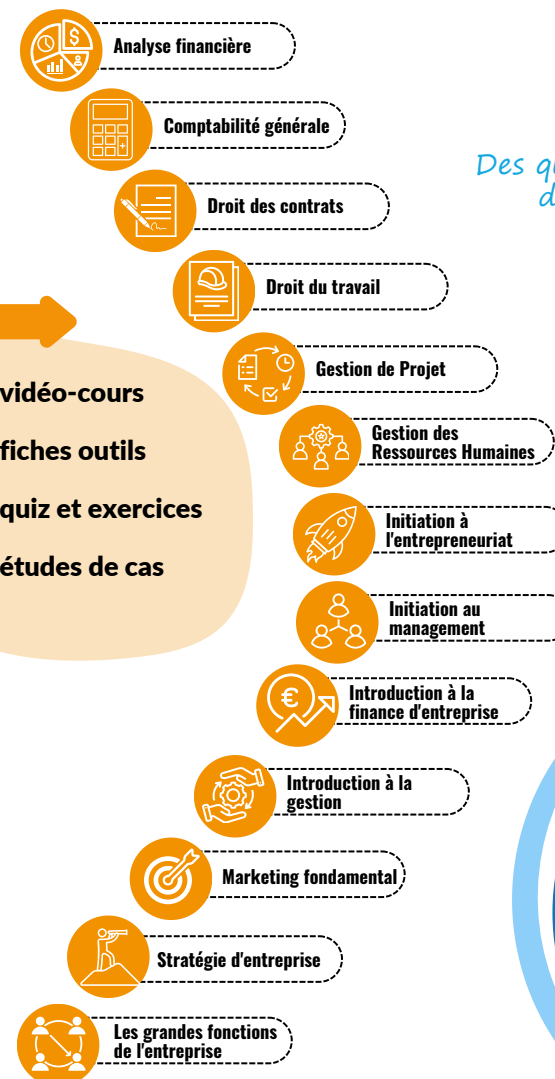 Analyse financière
Comptabilité générale
Des q
d
Droit des contrats
Droit du travail
Gestion de Projet
vidéo-cours
fiches outils
quiz et exercices
études de cas
Gestion des
Ressources Humaines
Initiation à
l'entrepreneuriat
Initiation au
management
Introduction à la
finance d'entreprise
Introduction à la
gestion
Marketing fondamental
Stratégie d'entreprise
Les grandes fonctions
de l'entreprise